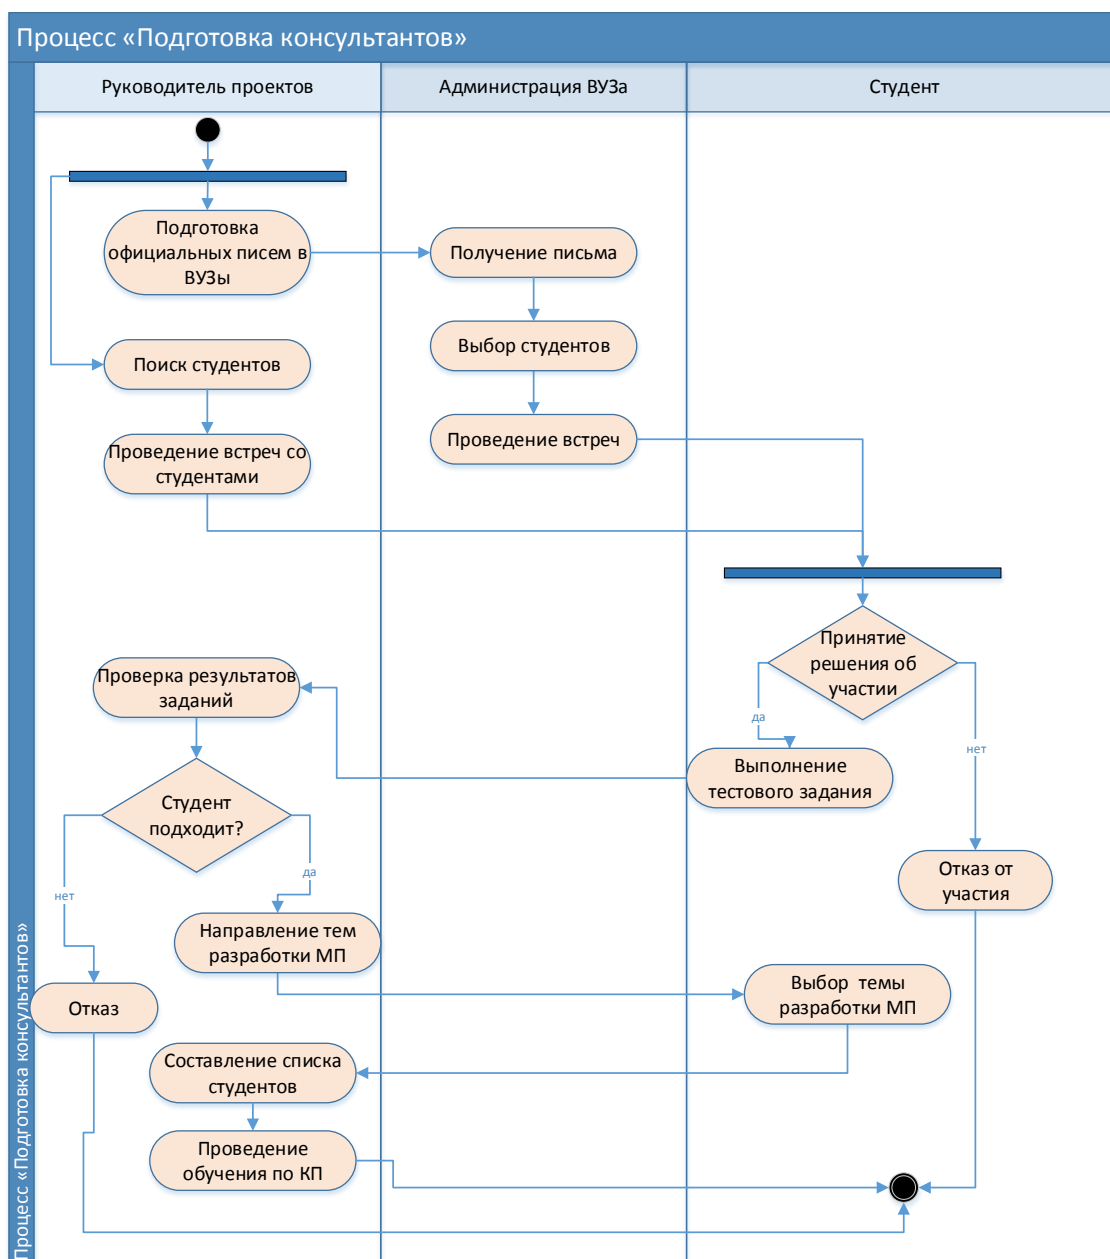 Процесс «Подготовка консультантов»
Руководитель проектов
Администрация ВУЗа
Студент
Подготовка
официальных писем в
ВУЗы
Получение письма
Поиск студентов
Выбор студентов
Проведение встреч со
студентами
Проведение встреч
Принятие
решения об
участии
да
нет
Проверка результатов
заданий
Выполнение
тестового задания
Студент
подходит?
нет
да
Отказ от
участия
Направление тем
разработки МП
Выбор  темы
разработки МП
Отказ
Составление списка
студентов
Проведение
обучения по КП
Процесс «Подготовка консультантов»